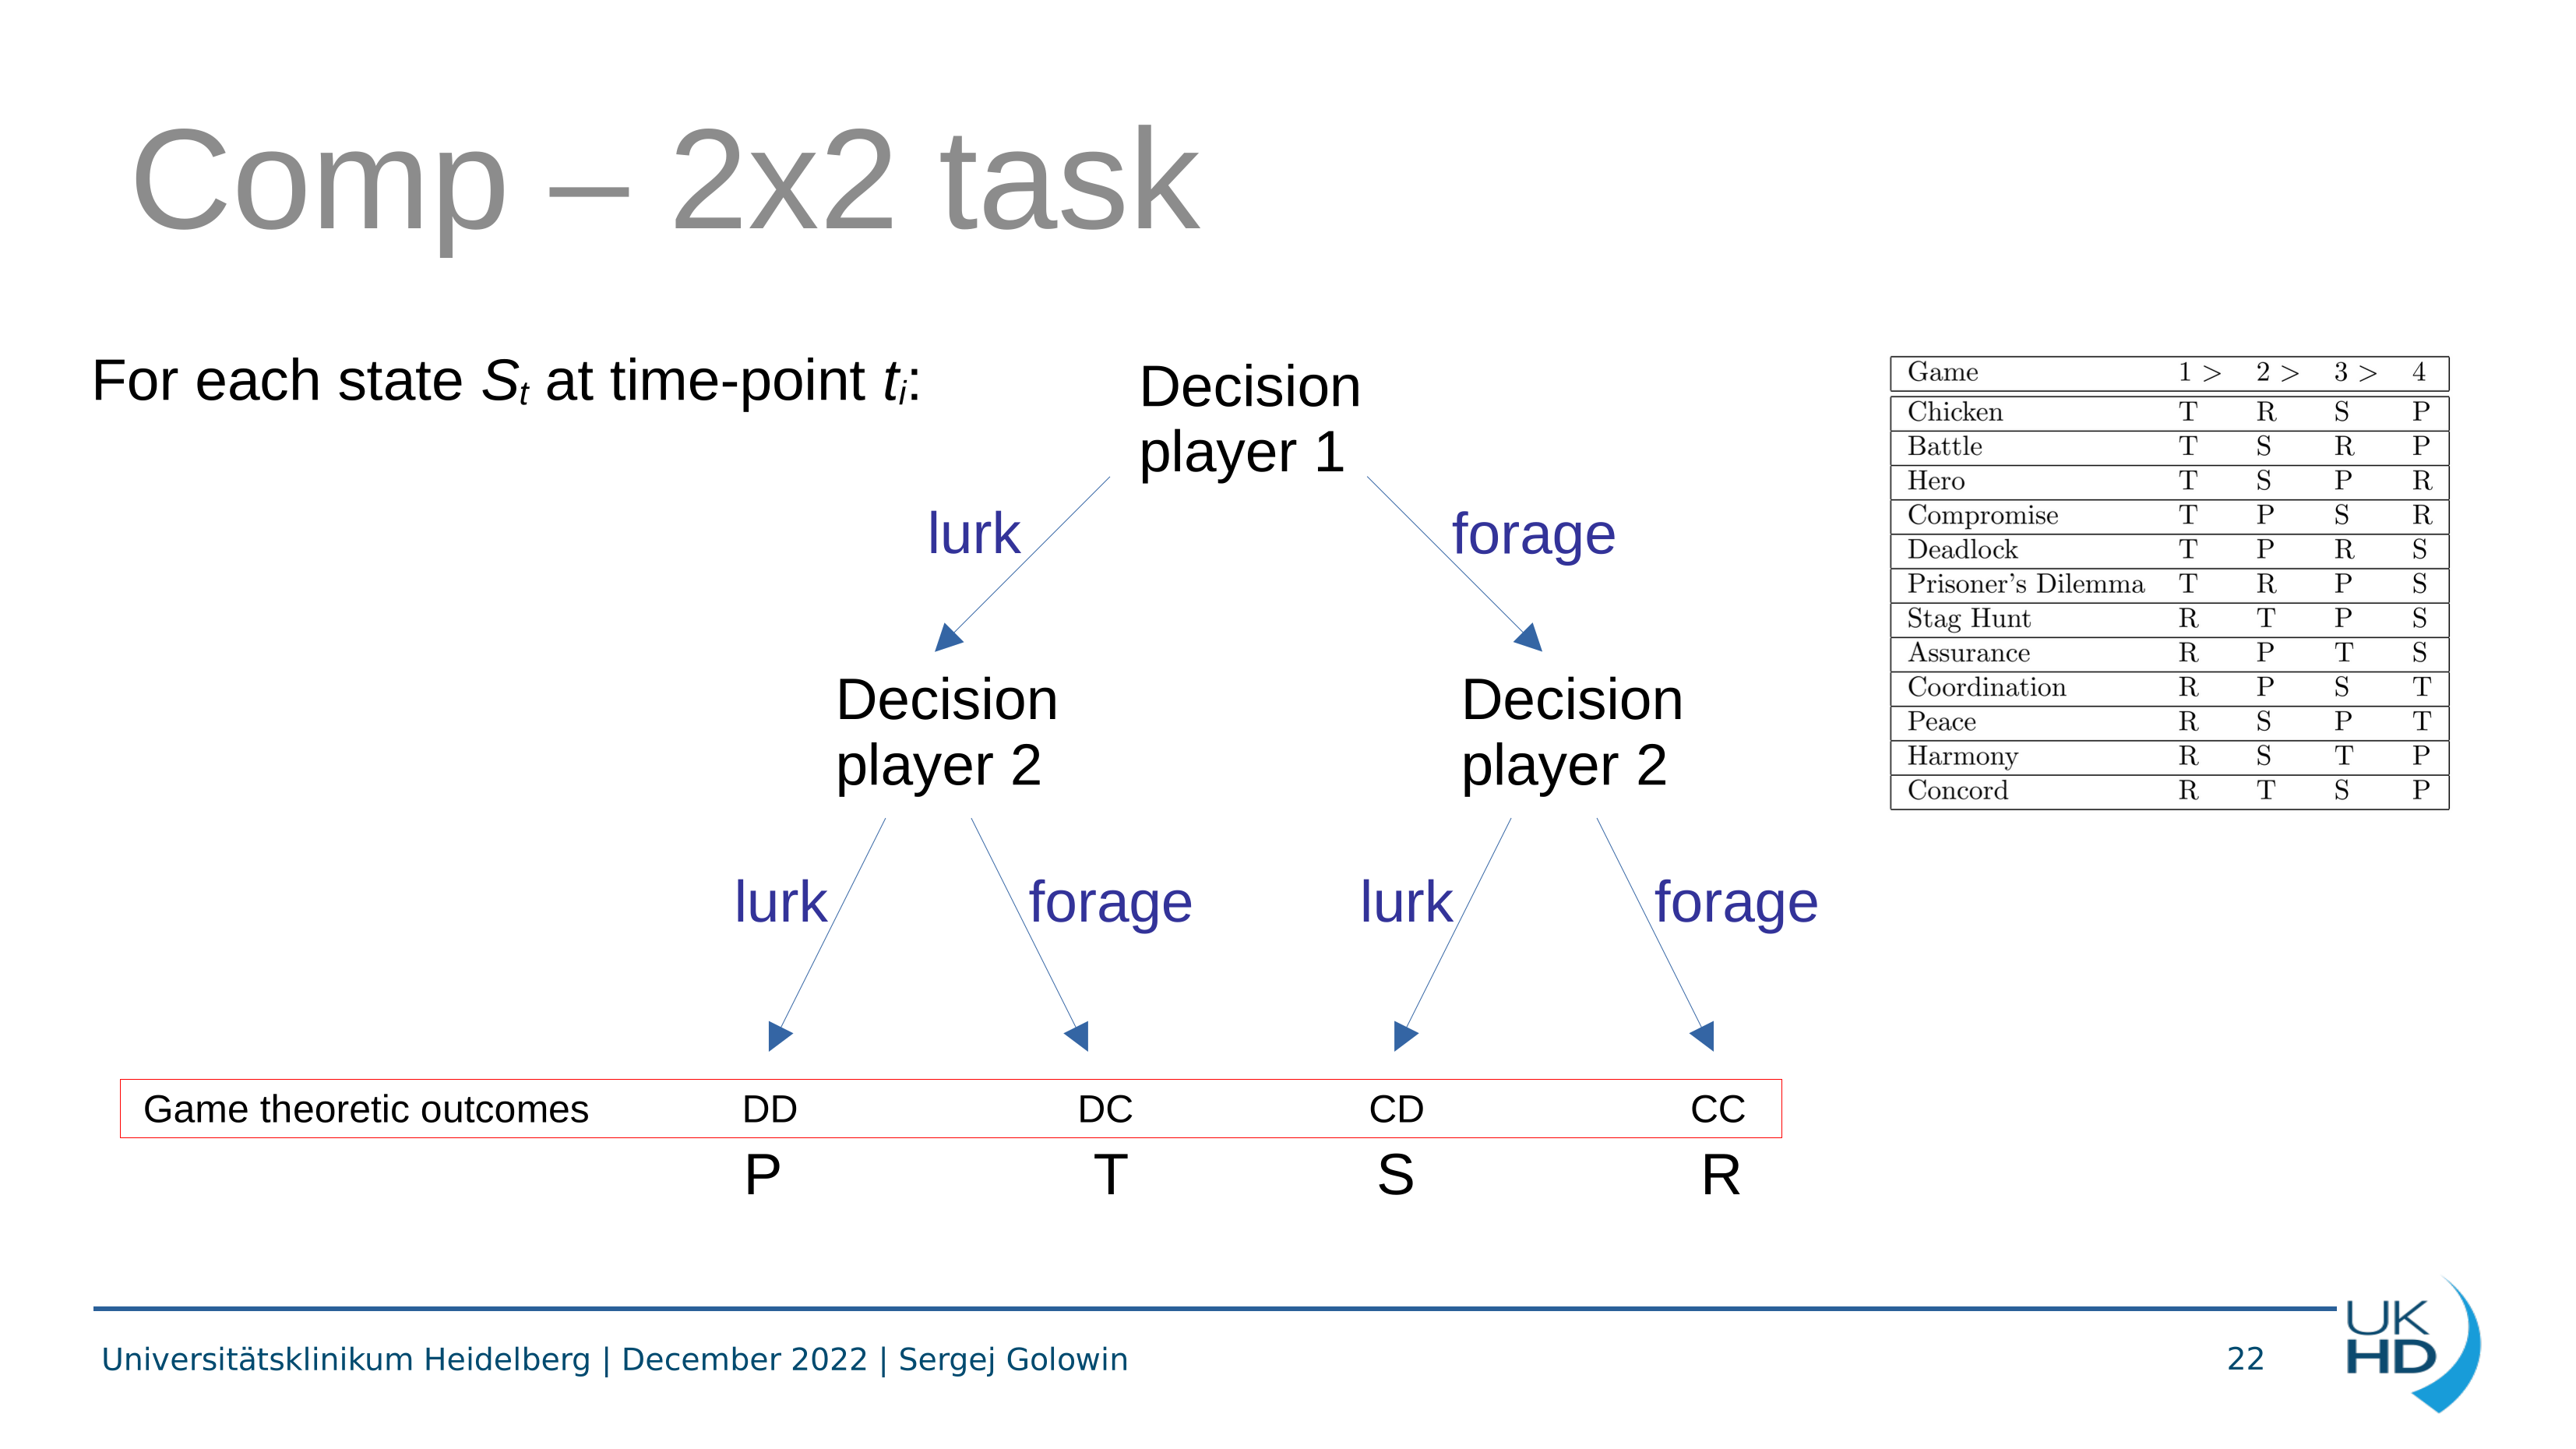 Comp – 2x2 task
For each state St at time-point ti:
Decision
player 1
lurk
forage
Decision
player 2
Decision
player 2
lurk
forage
lurk
forage
Game theoretic outcomes DD DC CD CC
P T S R
Game 1 > 2 > 3 > 4
Chicken T R S P
Battle T S R P
Hero T S P R
Compromise T P S R
Deadlock T P R S
Prisoner's Dilemma T R P S
Stag Hunt R T P S
Assurance R P T S
Coordination R P S T
Peace R S P T
Harmony R S T P
Concord R T S P
Universitätsklinikum Heidelberg | December 2022 | Sergej Golowin
22
UK
HD